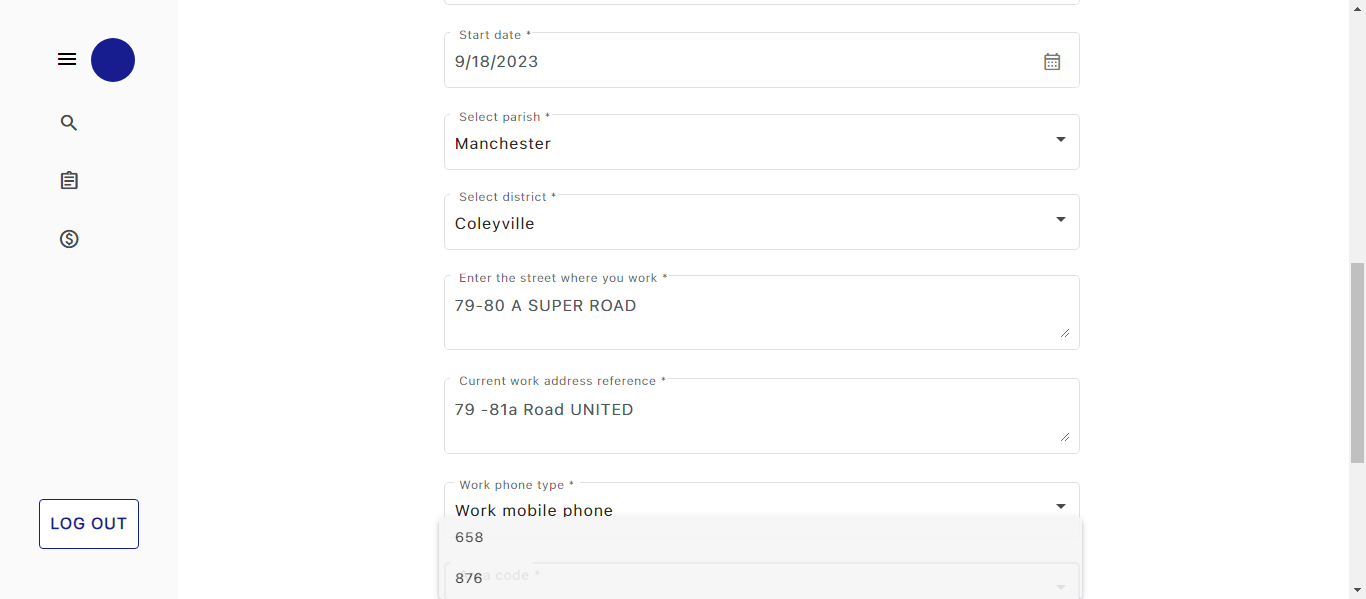 Start date *
9/18/2023
Select parish *
Manchester
Select district *
Coleyville
Enter the street where you work *
79-80 A SUPER ROAD
Current work address reference *
79 -81a Road UNITED
Work phone type *
Work mobile phone
658
Area code *
876
LOG OUT